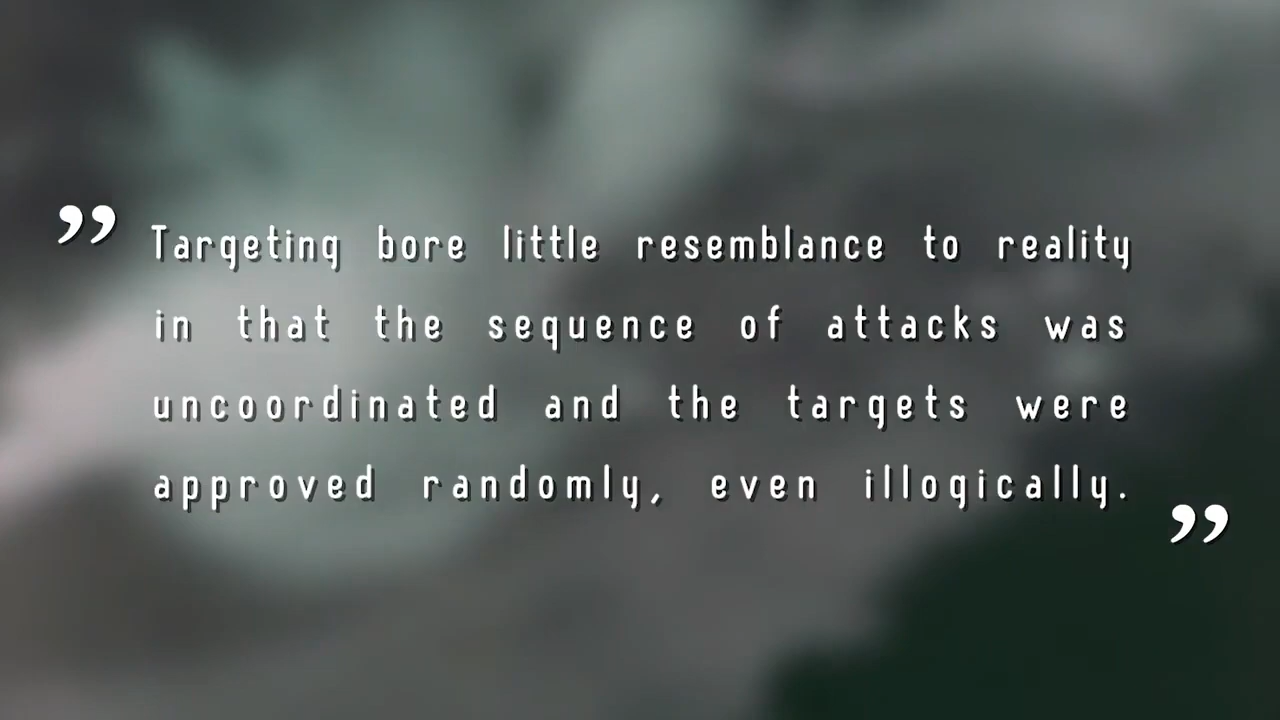 ” Targeting bore little resemblance to reality
in that the sequence of attacks was
uncoordinated and the targets were
approved randomly, even illogically. ”